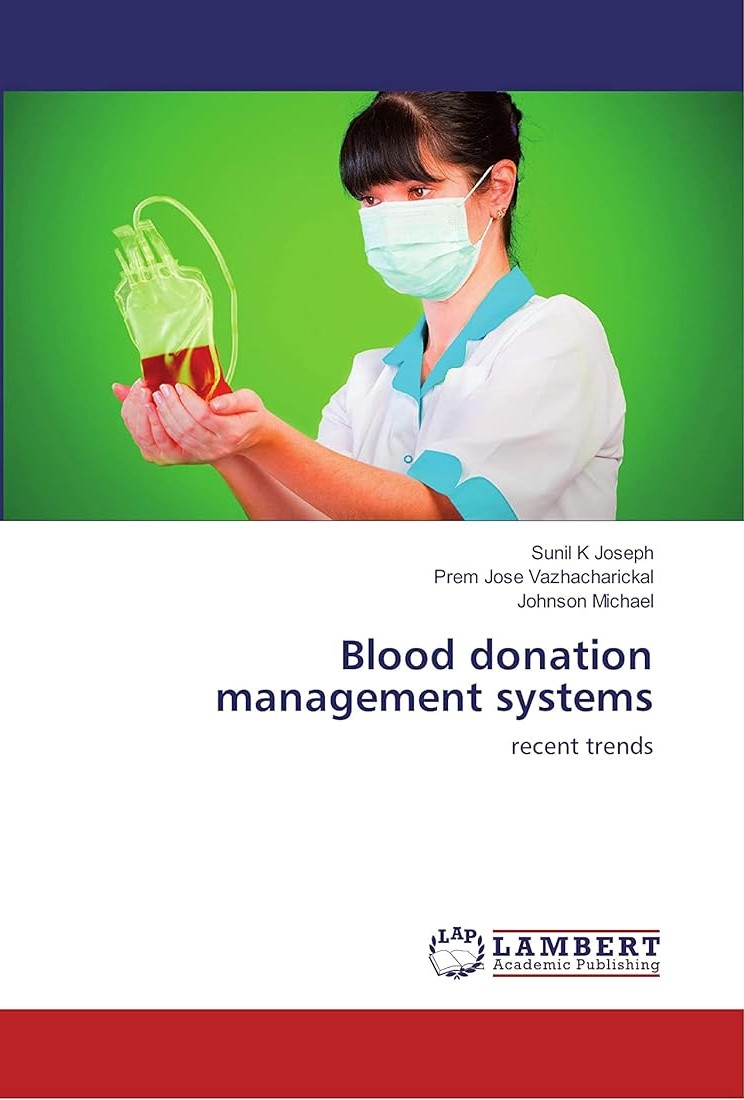 Sunil K Joseph
Prem Jose Vazhacharickal
Johnson Michael
Blood donation
management systems
recent trends
LAP
LAMBERT
Academic Publishing